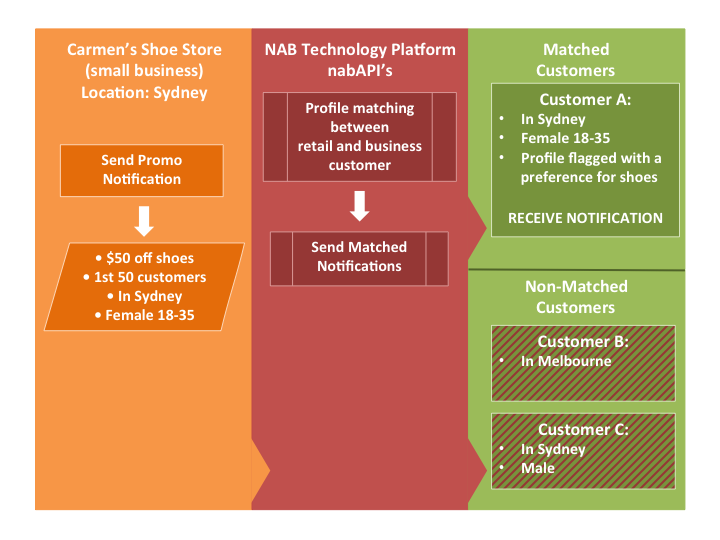 Carmen's Shoe Store
(small business)
Location: Sydney
Send Promo
Notification
• $50 off shoes
• 1st 50 customers
• In Sydney
• Female 18-35
NAB Technology Platform
nabAPI's
Profile matching
between
retail and business
customer
Send Matched
Notifications
Matched
Customers
Customer A:
• In Sydney
• Female 18-35
• Profile flagged with a
preference for shoes
RECEIVE NOTIFICATION
Non-Matched
Customers
Customer B:
• In Melbourne
Customer C:
• In Sydney
• Male